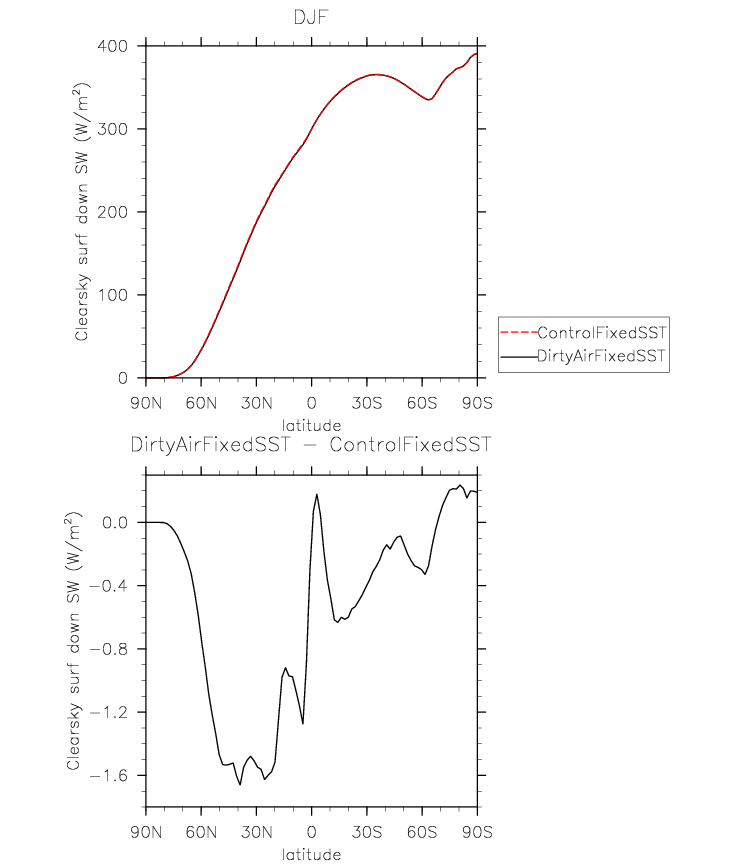 DJF
Clearsky surf down SW (W/m²)
400
300
200
100
0
90N 60N 30N 0 30S 60S 90S
latitude
ControlFixedSST
DirtyAirFixedSST
DirtyAirFixedSST − ControlFixedSST
Clearsky surf down SW (W/m²)
0.0
−0.4
−0.8
−1.2
−1.6
90N 60N 30N 0 30S 60S 90S
latitude